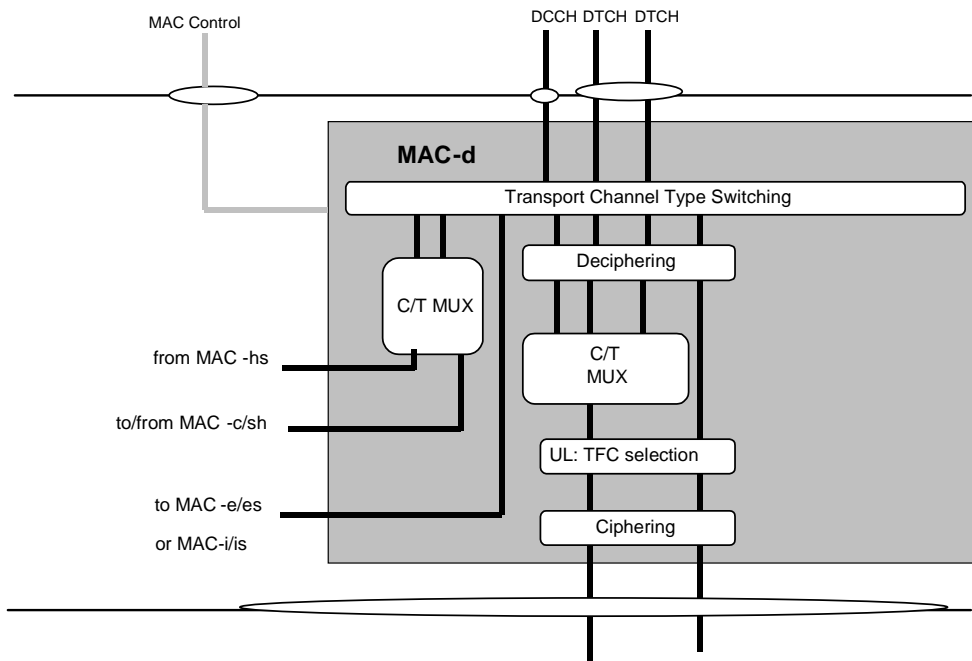 MAC Control
DCCH DTCH DTCH
MAC-d
Transport Channel Type Switching
Deciphering
C/T MUX
from MAC -hs
C/T
MUX
to/from MAC -c/sh
UL: TFC selection
to MAC -e/es
or MAC-i/is
Ciphering